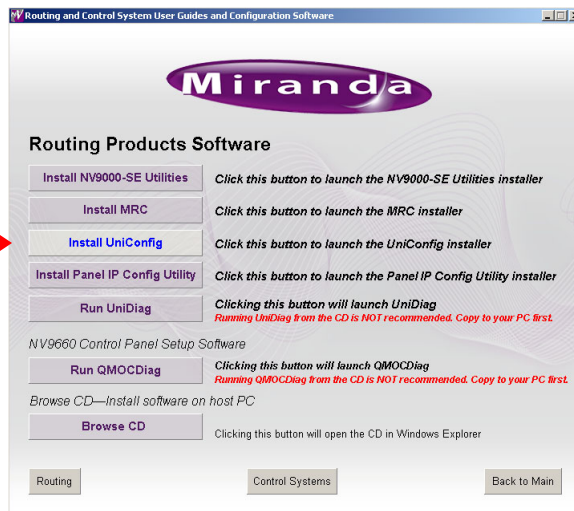 Routing and Control System User Guides and Configuration Software
Miranda
Routing Products Software
Install NV9000-SE Utilities Click this button to launch the NV9000-SE Utilities installer
Install MRC Click this button to launch the MRC installer
Install UniConfig Click this button to launch the UniConfig installer
Install Panel IP Config Utility Click this button to launch the Panel IP Config Utility installer
Run UniDiag Clicking this button will launch UniDiag
Running UniDiag from the CD is NOT recommended. Copy to your PC first.
NV9660 Control Panel Setup Software
Run QMOCDiag Clicking this button will launch QMOCDiag
Running QMOCDiag from the CD is NOT recommended. Copy to your PC first.
Browse CD—Install software on host PC
Browse CD Clicking this button will open the CD in Windows Explorer
Routing Control Systems Back to Main